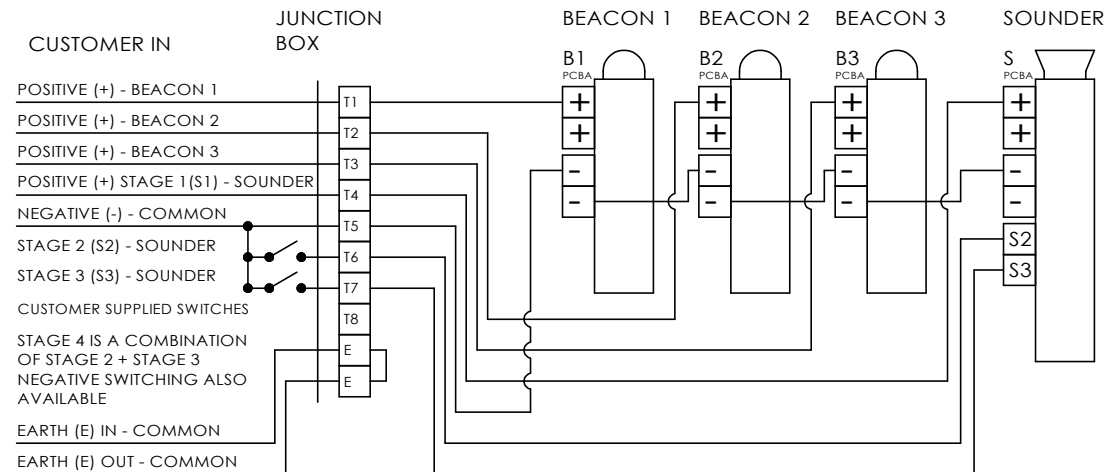 CUSTOMER IN
JUNCTION
BOX
BEACON 1
BEACON 2
BEACON 3
SOUNDER
B1
PCBA
B2
PCBA
B3
PCBA
S
PCBA
POSITIVE (+) - BEACON 1
POSITIVE (+) - BEACON 2
POSITIVE (+) - BEACON 3
POSITIVE (+) STAGE 1(S1) - SOUNDER
NEGATIVE (-) - COMMON
STAGE 2 (S2) - SOUNDER
STAGE 3 (S3) - SOUNDER
CUSTOMER SUPPLIED SWITCHES
STAGE 4 IS A COMBINATION
OF STAGE 2 + STAGE 3
NEGATIVE SWITCHING ALSO
AVAILABLE
EARTH (E) IN - COMMON
EARTH (E) OUT - COMMON
T1
T2
T3
T4
T5
T6
T7
T8
E
E
+
+
-
-
+
+
-
-
+
+
-
-
+
+
-
-
S2
S3